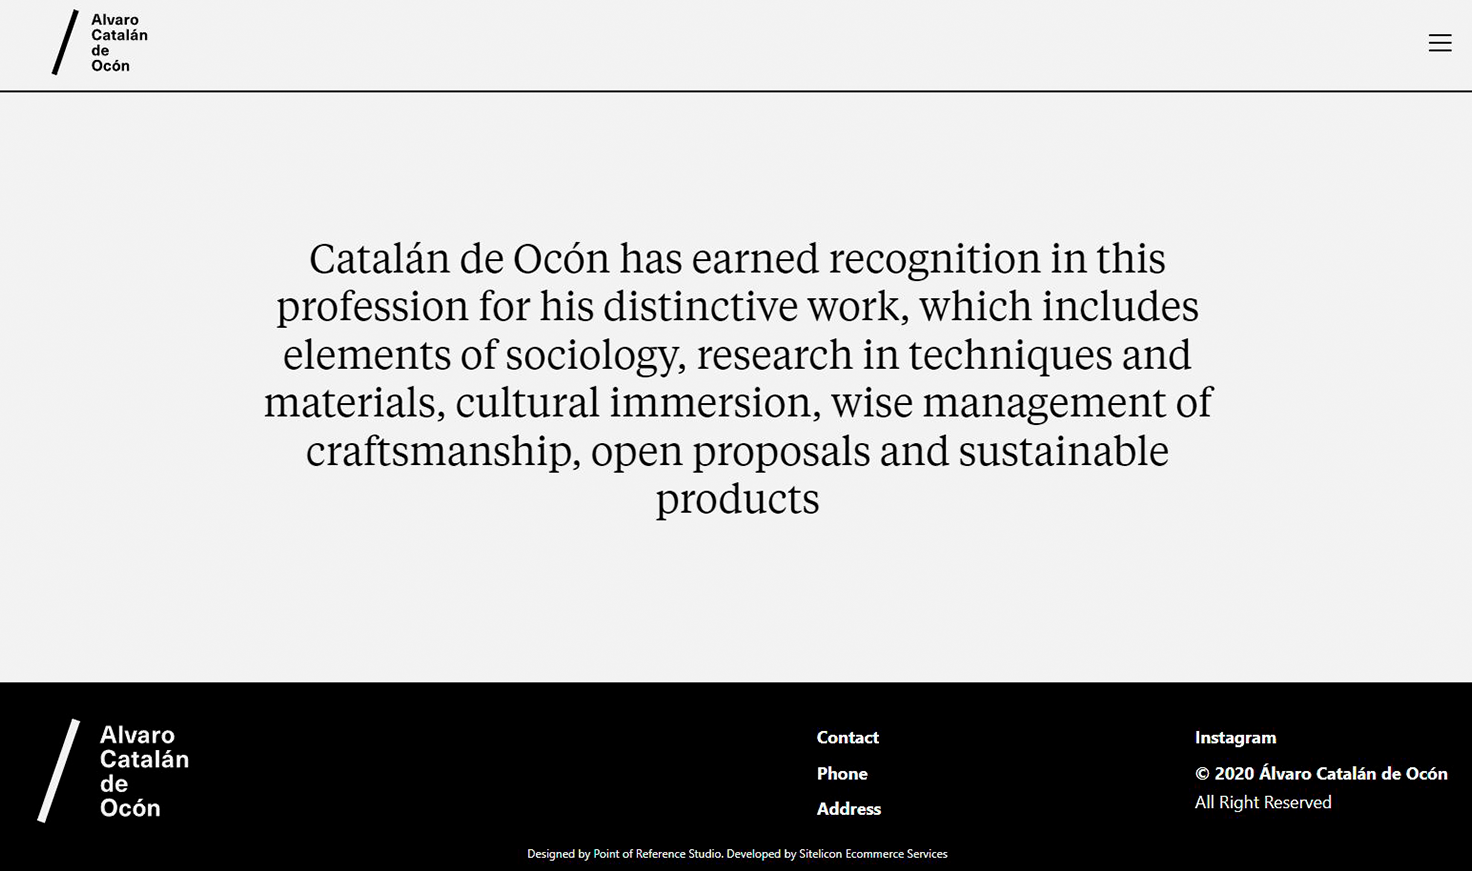 Alvaro
Catalán
de
Ocón
Catalán de Ocón has earned recognition in this
profession for his distinctive work, which includes
elements of sociology, research in techniques and
materials, cultural immersion, wise management of
craftsmanship, open proposals and sustainable
products
Alvaro
Catalán
de
Ocón
Contact
Phone
Address
Instagram
© 2020 Álvaro Catalán de Ocón
All Right Reserved
Designed by Point of Reference Studio. Developed by Sitelicon Ecommerce Services